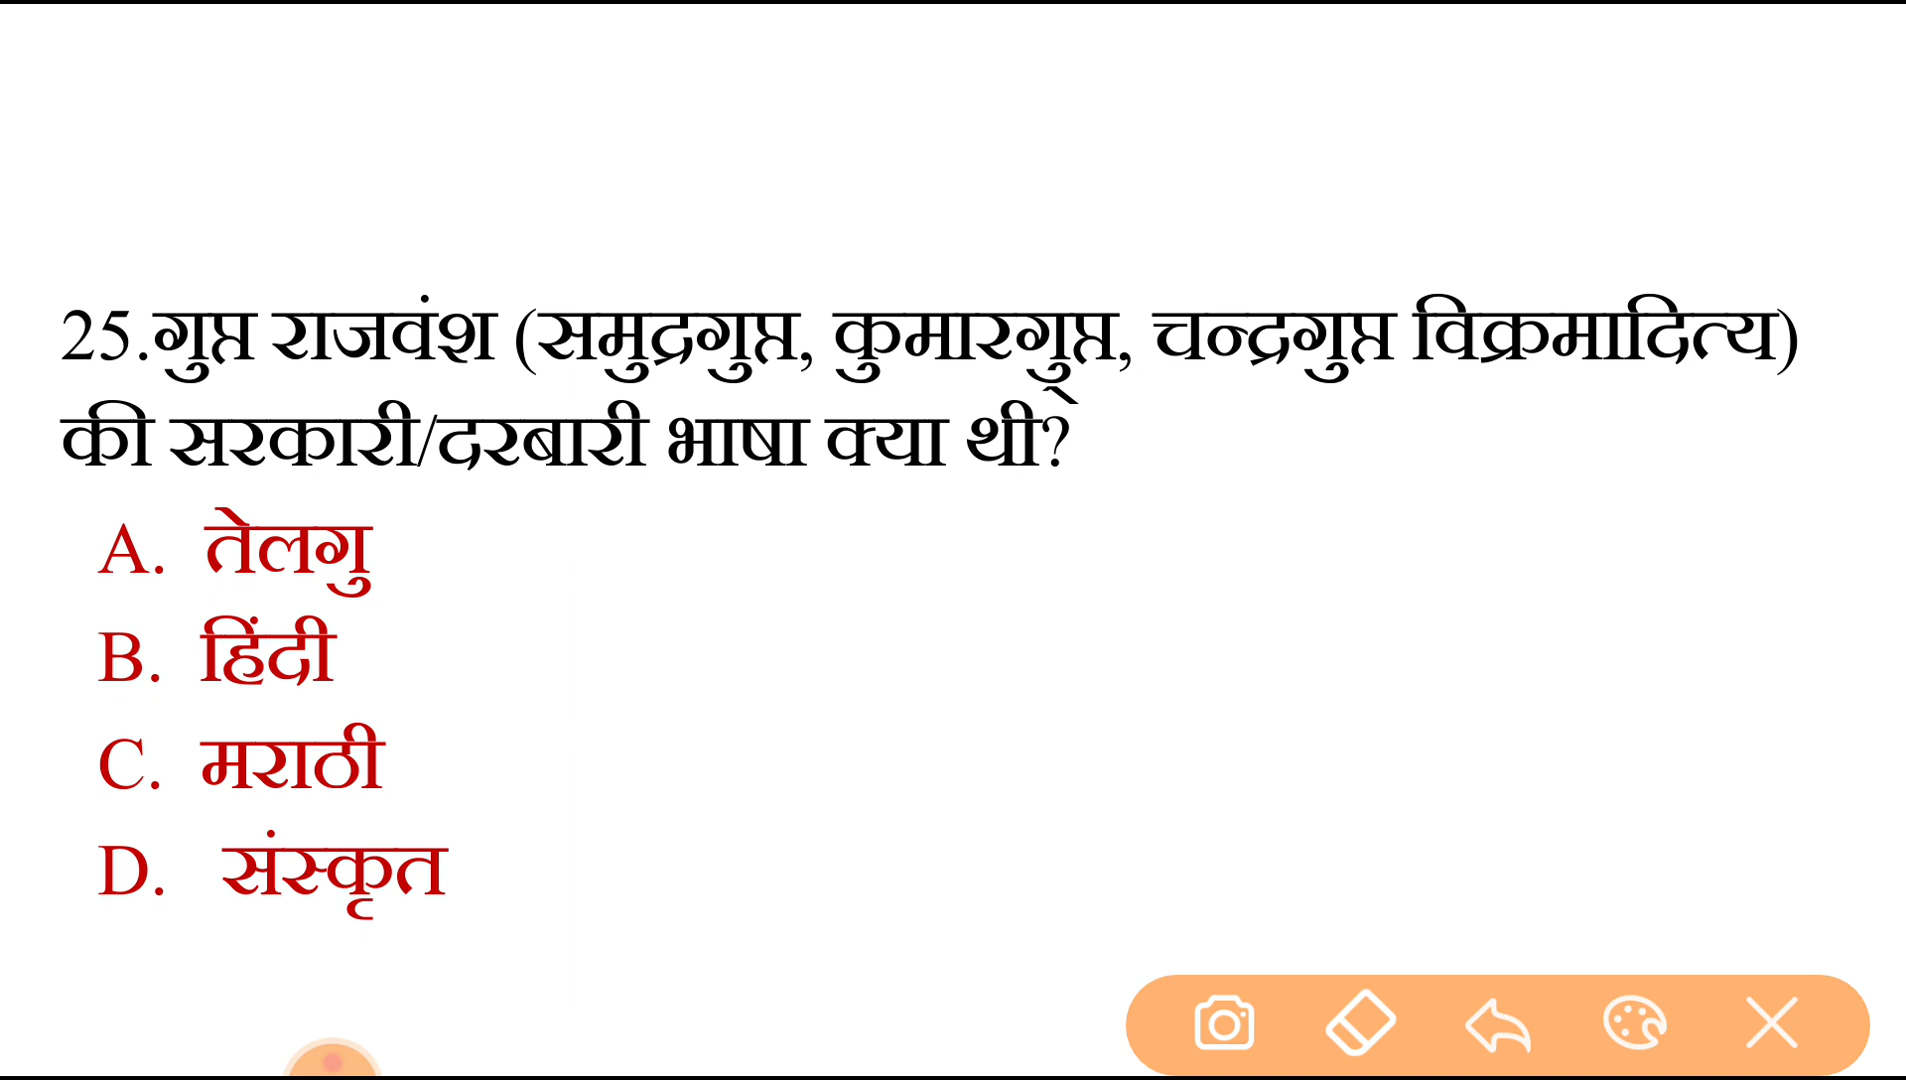 25.गुप्त राजवंश (समुद्रगुप्त, कुमारगुप्त, चन्द्रगुप्त विक्रमादित्य)
की सरकारी/दरबारी भाषा क्या थी?
A. तेलगु
B. हिंदी
C. मराठी
D. संस्कृत